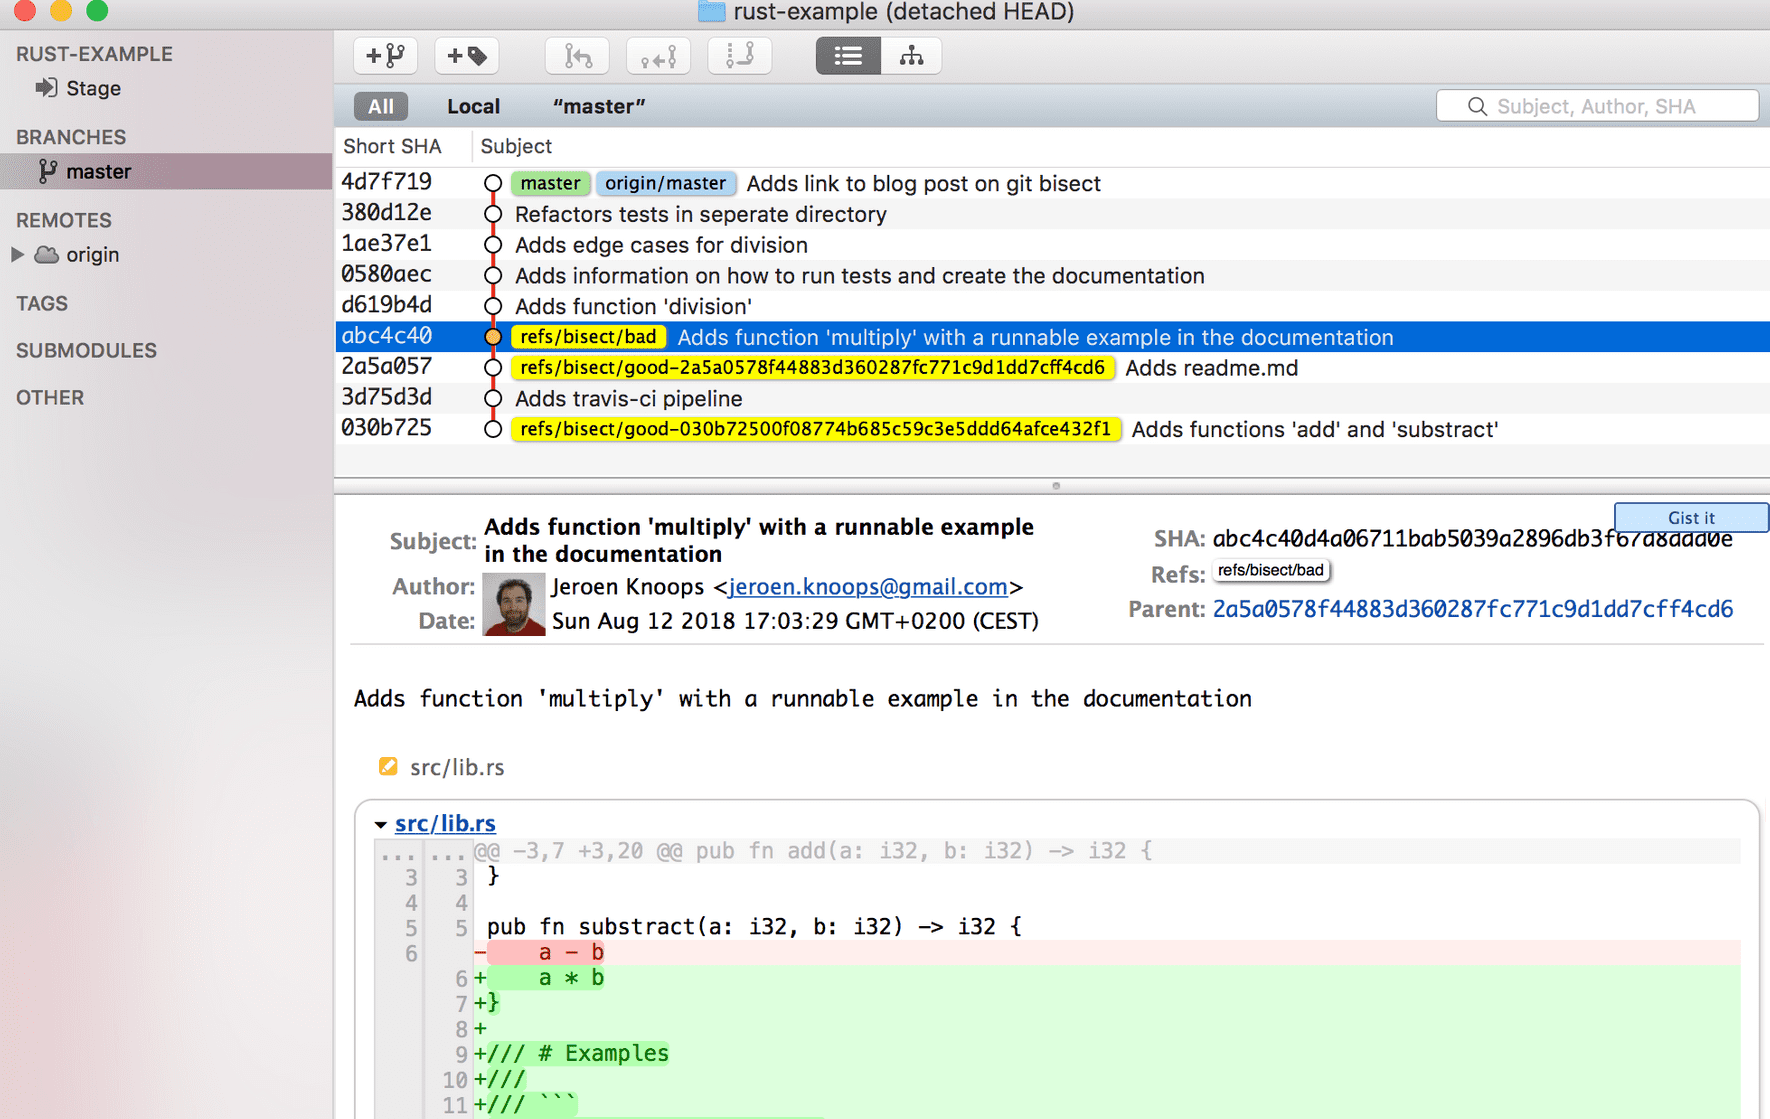 rust-example (detached HEAD)
RUST-EXAMPLE
Stage
BRANCHES
master
REMOTES
origin
TAGS
SUBMODULES
OTHER
All Local “master” Subject, Author, SHA
Short SHA Subject
4d7f719 master origin/master Adds link to blog post on git bisect
380d12e Refactors tests in seperate directory
1ae37e1 Adds edge cases for division
0580aec Adds information on how to run tests and create the documentation
d619b4d Adds function 'division'
abc4c40 refs/bisect/bad Adds function 'multiply' with a runnable example in the documentation
2a5a057 refs/bisect/good-2a5a0578f44883d360287fc771c9d1dd7cff4cd6 Adds readme.md
3d75d3d Adds travis-ci pipeline
030b725 refs/bisect/good-030b72500f08774b685c59c3e5ddd64afce432f1 Adds functions 'add' and 'substract'
Gist it
Subject: Adds function 'multiply' with a runnable example
in the documentation
Author: Jeroen Knoops <jeroen.knoops@gmail.com>
Date: Sun Aug 12 2018 17:03:29 GMT+0200 (CEST)
SHA:
Refs: refs/bisect/bad
Parent: 2a5a0578f44883d360287fc771c9d1dd7cff4cd6
Adds function 'multiply' with a runnable example in the documentation
src/lib.rs
src/lib.rs
... ... @@ -3,7 +3,20 @@ pub fn add(a: i32, b: i32) -> i32 {
3 3 }
4 4
5 5 pub fn substract(a: i32, b: i32) -> i32 {
6 - a - b
6 + a * b
7 +}
8 +
9 +/// # Examples
10 +///
11 +/// ```